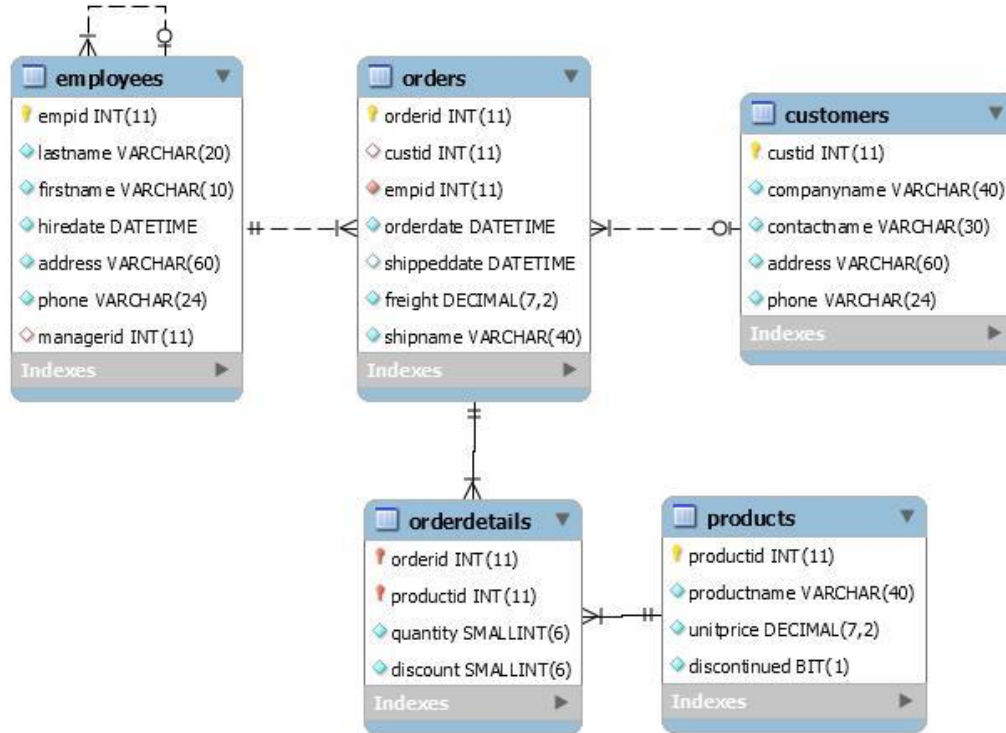 employees
empid INT(11)
lastname VARCHAR(20)
firstname VARCHAR(10)
hiredate DATETIME
address VARCHAR(60)
phone VARCHAR(24)
managerid INT(11)
Indexes
orders
orderid INT(11)
custid INT(11)
empid INT(11)
orderdate DATETIME
shippeddate DATETIME
freight DECIMAL(7,2)
shipname VARCHAR(40)
Indexes
customers
custid INT(11)
companyname VARCHAR(40)
contactname VARCHAR(30)
address VARCHAR(60)
phone VARCHAR(24)
Indexes
orderdetails
orderid INT(11)
productid INT(11)
quantity SMALLINT(6)
discount SMALLINT(6)
Indexes
products
productid INT(11)
productname VARCHAR(40)
unitprice DECIMAL(7,2)
discontinued BIT(1)
Indexes